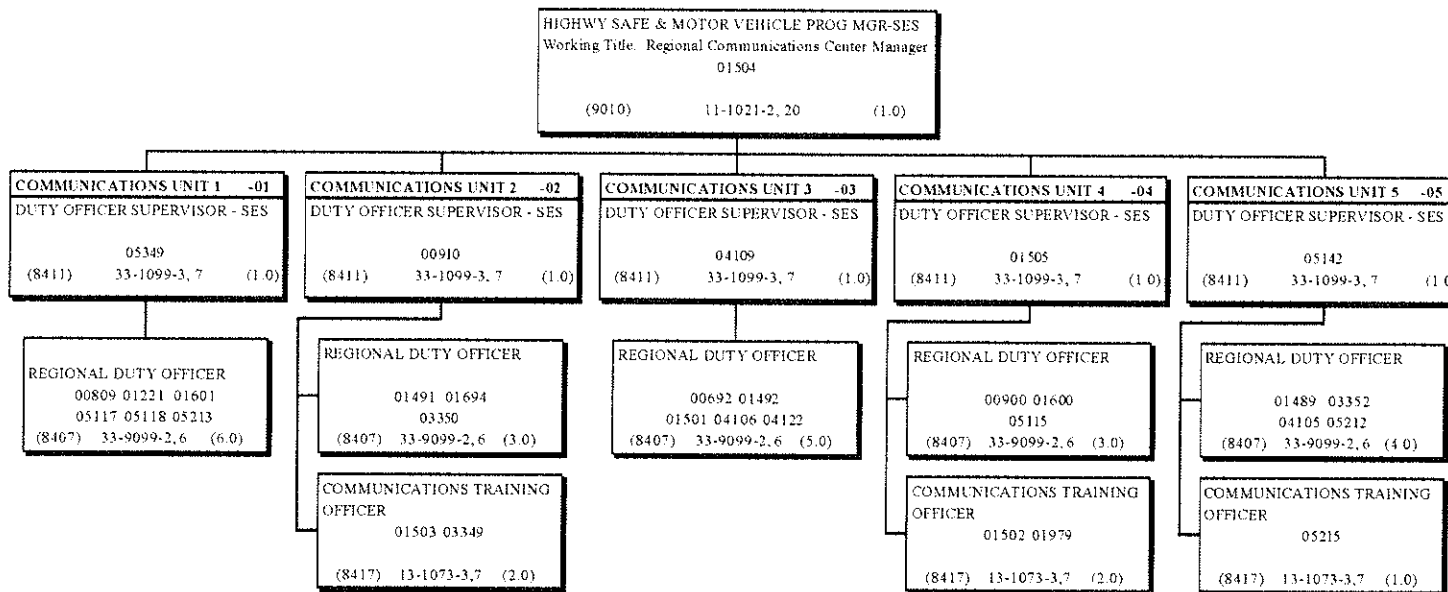 HIGHWY SAFE & MOTOR VEHICLE PROG MGR-SES
Working Title. Regional Communications Center Manager
01504
(9010) 11-1021-2, 20 (1.0)
COMMUNICATIONS UNIT 1 -01
DUTY OFFICER SUPERVISOR - SES
05349
(8411) 33-1099-3, 7 (1.0)
REGIONAL DUTY OFFICER
00809 01221 01601
05117 05118 05213
(8407) 33-9099-2,6 (6.0)
COMMUNICATIONS UNIT 2 -02
DUTY OFFICER SUPERVISOR - SES
00910
(8411) 33-1099-3, 7 (1.0)
REGIONAL DUTY OFFICER
01491 01694
03350
(8407) 33-9099-2,6 (3.0)
COMMUNICATIONS TRAINING
OFFICER
01503 03349
(8417) 13-1073-3,7 (2.0)
COMMUNICATIONS UNIT 3 -03
DUTY OFFICER SUPERVISOR - SES
04109
(8411) 33-1099-3, 7 (1.0)
REGIONAL DUTY OFFICER
00692 01492
01501 04106 04122
(8407) 33-9099-2,6 (5.0)
COMMUNICATIONS UNIT 4 -04
DUTY OFFICER SUPERVISOR - SES
01505
(8411) 33-1099-3, 7 (1 0)
REGIONAL DUTY OFFICER
00900 01600
05115
(8407) 33-9099-2,6 (3.0)
COMMUNICATIONS TRAINING
OFFICER
01502 01979
(8417) 13-1073-3,7 (2.0)
COMMUNICATIONS UNIT 5 -05
DUTY OFFICER SUPERVISOR - SES
05142
(8411) 33-1099-3, 7 (1 0
REGIONAL DUTY OFFICER
01489 03352
04105 05212
(8407) 33-9099-2,6 (4 0)
COMMUNICATIONS TRAINING
OFFICER
05215
(8417) 13-1073-3,7 (1.0)